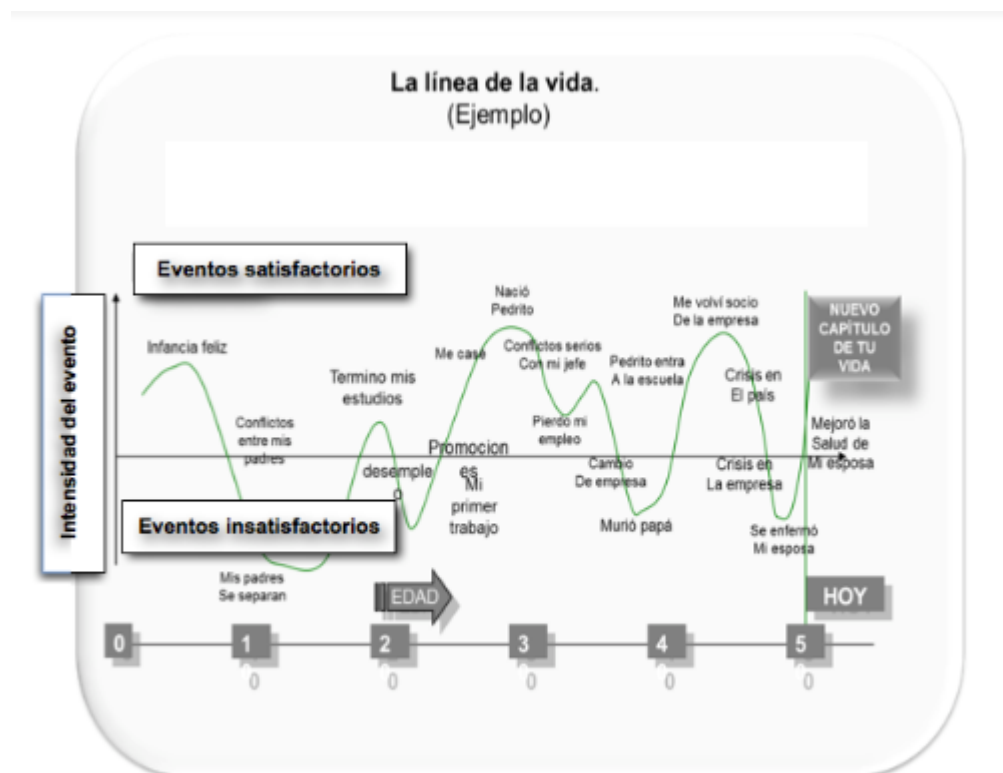 La línea de la vida.
(Ejemplo)
Eventos satisfactorios
Intensidad del evento
Infancia feliz
Conflictos
entre mis
padres
Mis padres
Se separan
Termino mis
estudios
desemple
o
Promocion
es
Mi
primer
trabajo
Me casé
Nació
Pedrito
Conflictos serios
Con mi jefe
Pierdo mi
empleo
Pedrito entra
A la escuela
Cambio
De empresa
Murió papá
Me volví socio
De la empresa
Crisis en
El país
Crisis en
La empresa
Se enfermó
Mi esposa
Mejoró la
Salud de
Mi esposa
NUEVO
CAPÍTULO
DE TU
VIDA
Eventos insatisfactorios
EDAD
HOY
0
1
0
2
0
3
0
4
0
5
0